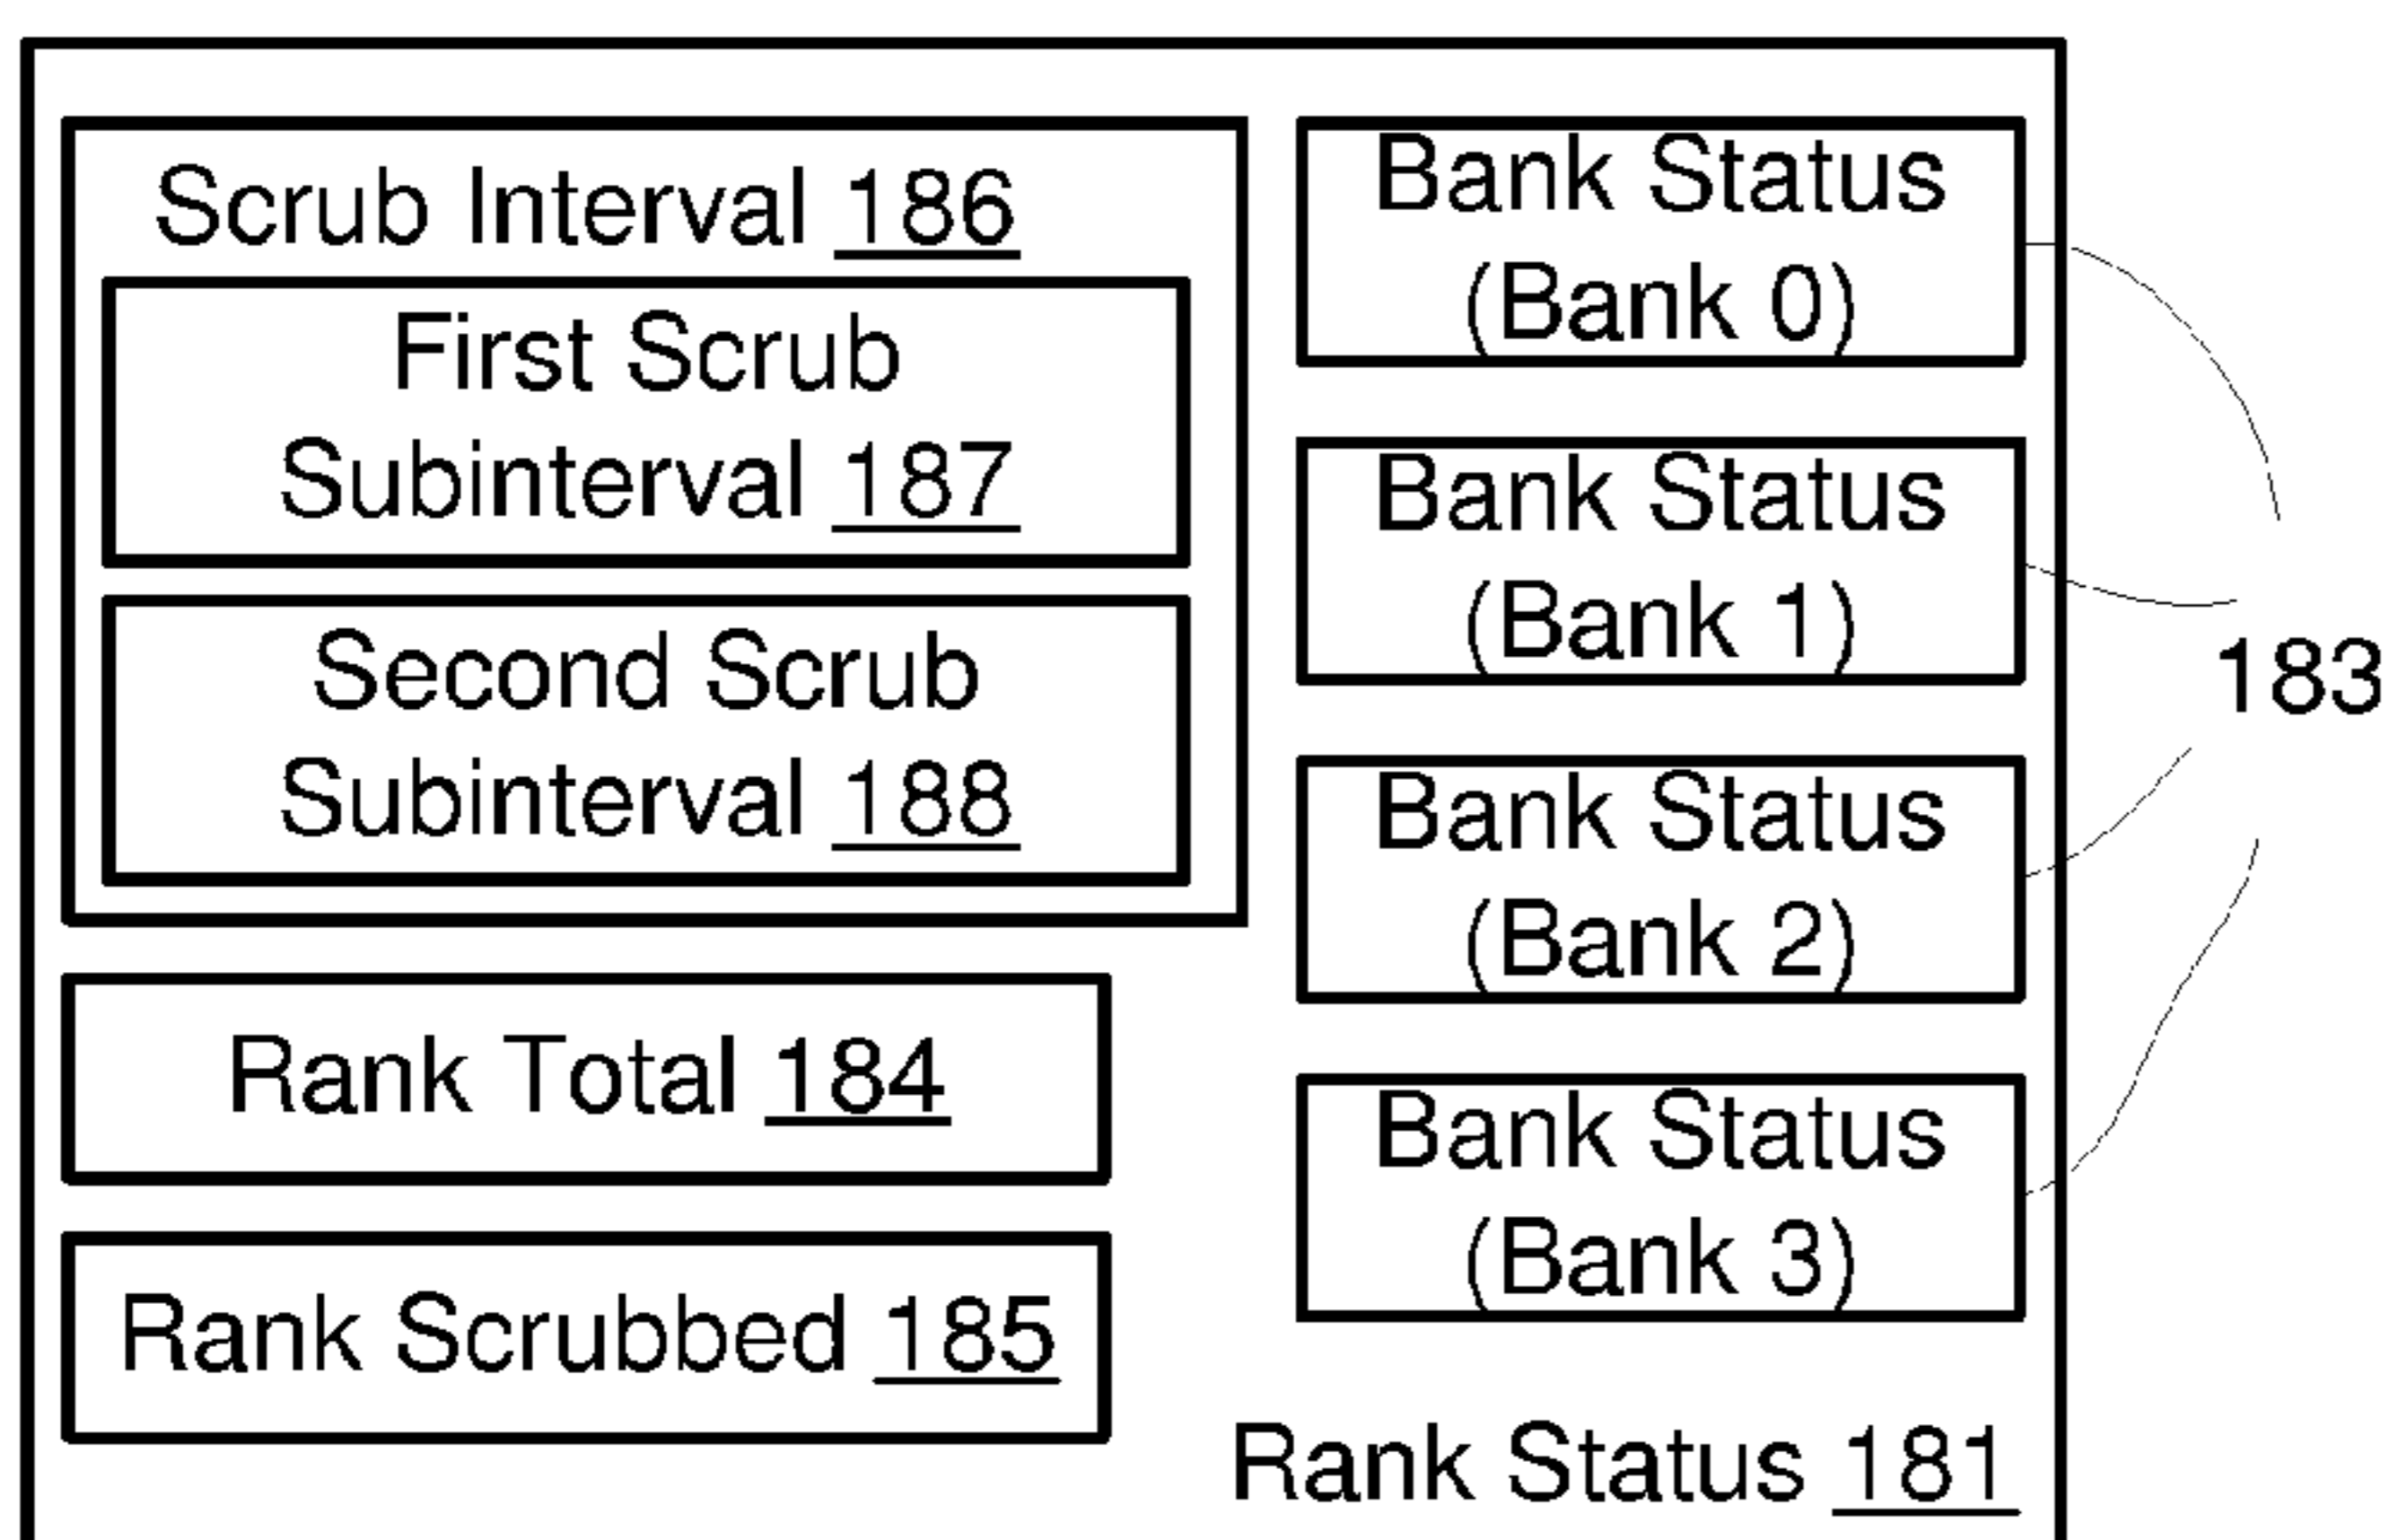 Scrub Interval 186
First Scrub
Subinterval 187
Second Scrub
Subinterval 188
Rank Total 184
Rank Scrubbed 185
Bank Status
(Bank 0)
Bank Status
(Bank 1)
Bank Status
(Bank 2)
Bank Status
(Bank 3)
183
Rank Status 181